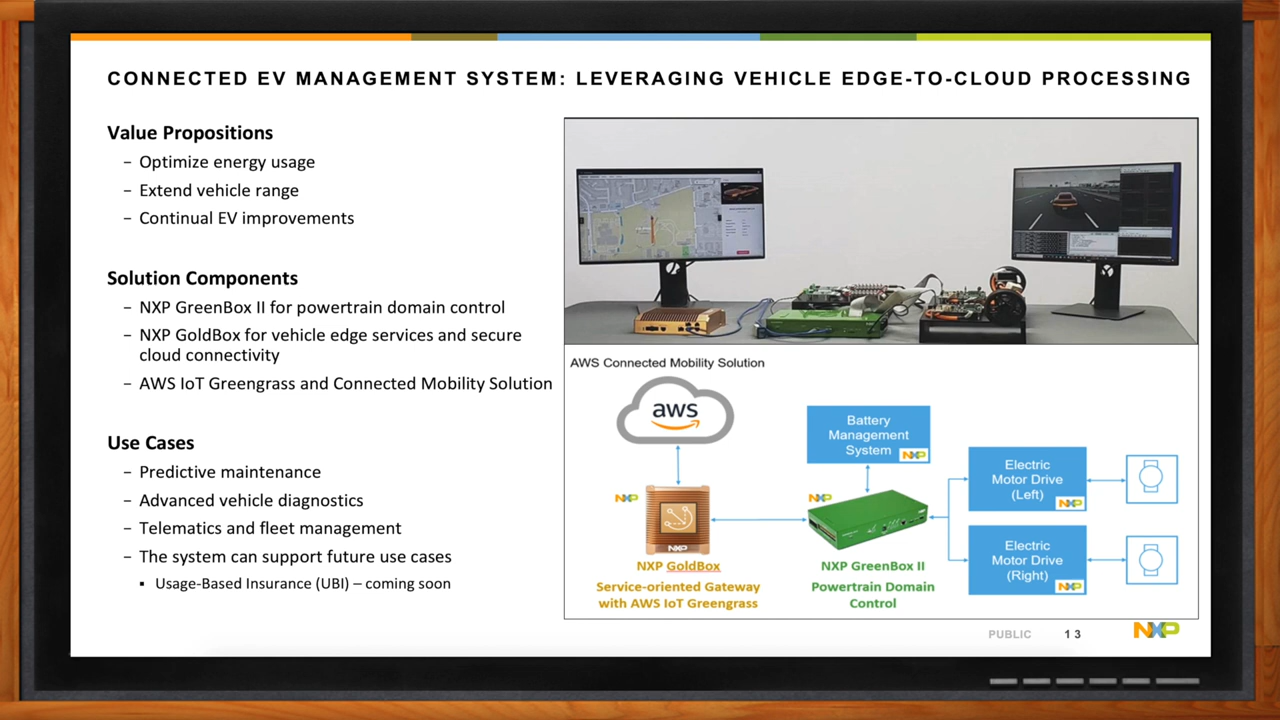 CONNECTED EV MANAGEMENT SYSTEM: LEVERAGING VEHICLE EDGE-TO-CLOUD PROCESSING
Value Propositions
– Optimize energy usage
– Extend vehicle range
– Continual EV improvements
Solution Components
– NXP GreenBox II for powertrain domain control
– NXP GoldBox for vehicle edge services and secure
cloud connectivity
– AWS IoT Greengrass and Connected Mobility Solution
Use Cases
– Predictive maintenance
– Advanced vehicle diagnostics
– Telematics and fleet management
– The system can support future use cases
▪ Usage-Based Insurance (UBI) – coming soon
AWS Connected Mobility Solution
aws
Battery
Management
System
NXP
Electric
Motor Drive
(Left)
NXP
NXP
NXP
NXP
Electric
Motor Drive
(Right)
NXP
NXP GoldBox
Service-oriented Gateway
with AWS IoT Greengrass
NXP GreenBox II
Powertrain Domain
Control
PUBLIC
13
NXP